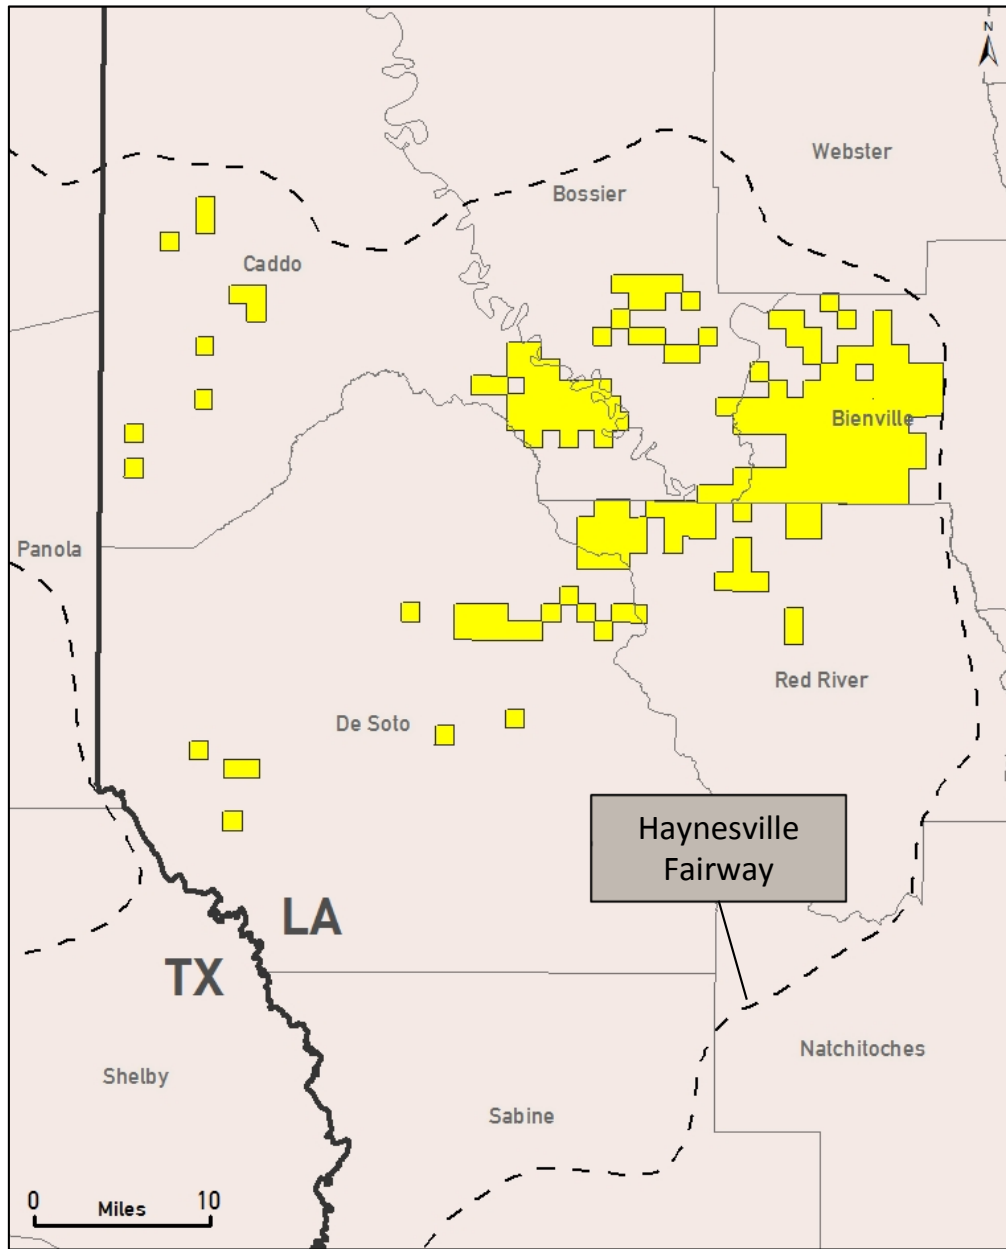 N
Webster
Bossier
Caddo
Bienville
Panola
Red River
De Soto
Haynesville
Fairway
LA
TX
Natchitoches
Shelby
Sabine
0 Miles 10